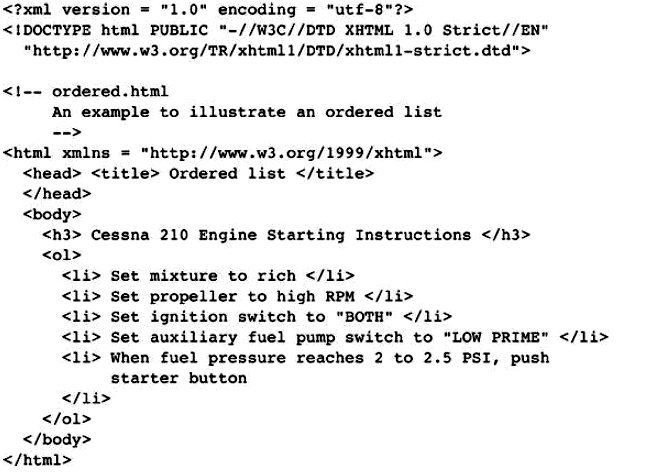 <?xml version = "1.0" encoding = "utf-8"?>
<!DOCTYPE html PUBLIC "-//W3C//DTD XHTML 1.0 Strict//EN"
"http://www.w3.org/TR/xhtml1/DTD/xhtml1-strict.dtd">
<!-- ordered.html
An example to illustrate an ordered list
-->
<html xmlns = "http://www.w3.org/1999/xhtml">
<head> <title> Ordered list </title>
</head>
<body>
<h3> Cessna 210 Engine Starting Instructions </h3>
<ol>
<li> Set mixture to rich </li>
<li> Set propeller to high RPM </li>
<li> Set ignition switch to "BOTH" </li>
<li> Set auxiliary fuel pump switch to "LOW PRIME" </li>
<li> When fuel pressure reaches 2 to 2.5 PSI, push
starter button
</li>
</ol>
</body>
</html>